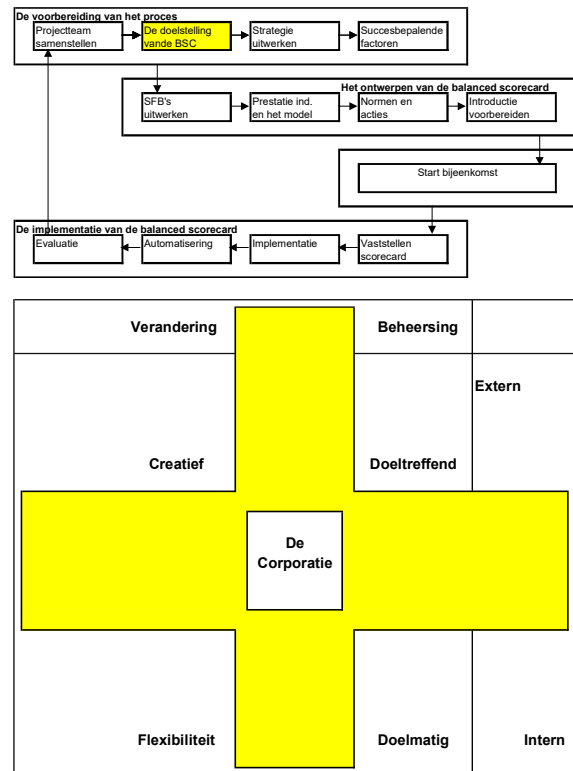 De voorbereiding van het proces
Projectteam
samenstellen
De doelstelling
vande BSC
Strategie
uitwerken
Succesbepalende
factoren
Het ontwerpen van de balanced scorecard
SFB's
uitwerken
Prestatie ind.
en het model
Normen en
acties
Introductie
voorbereiden
Start bijeenkomst
De implementatie van de balanced scorecard
Evaluatie
Automatisering
Implementatie
Vaststellen
scorecard
Verandering
Beheersing
Extern
Creatief
Doeltreffend
De
Corporatie
Flexibiliteit
Doelmatig
Intern